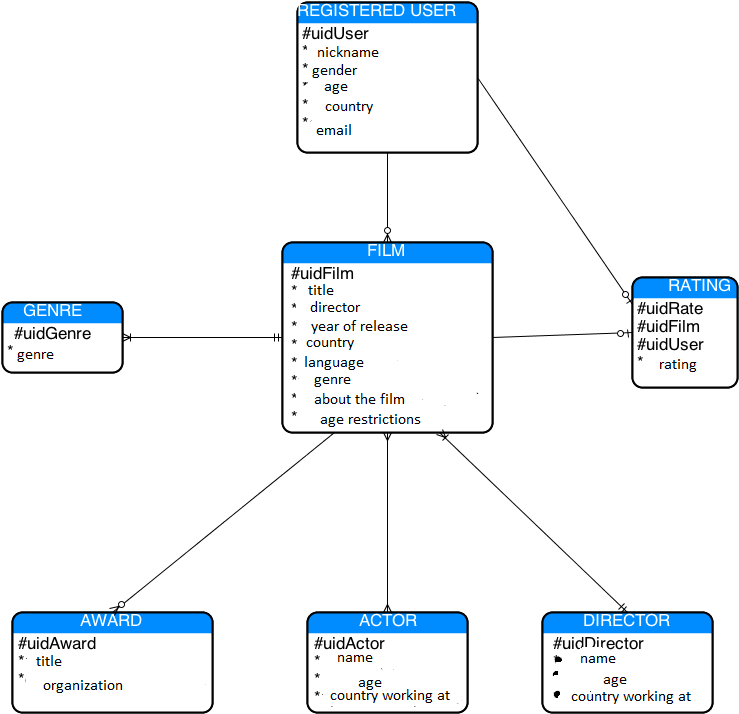 REGISTERED USER
#uidUser
* nickname
* gender
* age
* country
* email
FILM
#uidFilm
* title
* director
* year of release
* country
* language
* genre
* about the film
* age restrictions
GENRE
#uidGenre
* genre
RATING
#uidRate
#uidFilm
#uidUser
* rating
AWARD
#uidAward
* title
* organization
ACTOR
#uidActor
* name
* age
* country working at
DIRECTOR
#uidDirector
name
age
country working at